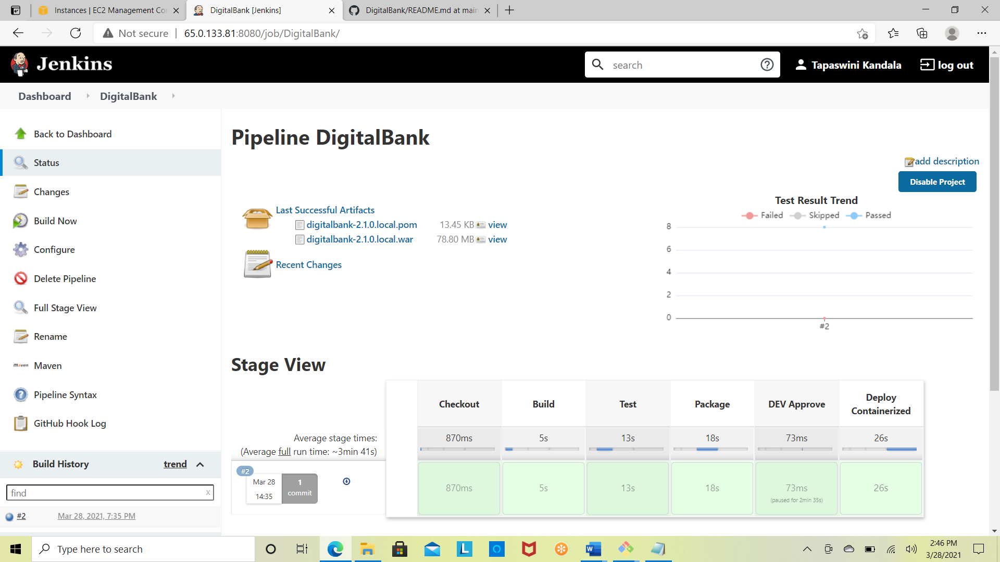 Instances | EC2 Management Co
DigitalBank [Jenkins]
DigitalBank/README.md at main
Not secure
65.0.133.81:8080/job/DigitalBank/
Jenkins
search
Tapaswini Kandala
log out
Dashboard
DigitalBank
Back to Dashboard
Status
Changes
Build Now
Configure
Delete Pipeline
Full Stage View
Rename
Maven
Maven
Pipeline Syntax
GitHub Hook Log
Build History
trend
find
x
#2
Mar 28, 2021, 7:35 PM
Pipeline DigitalBank
add description
Disable Project
Last Successful Artifacts
digitalbank-2.1.0.local.pom 13.45 KB view
digitalbank-2.1.0.local.war 78.80 MB view
Recent Changes
Test Result Trend
Failed Skipped Passed
8
6
4
2
0
#2
Stage View
Checkout
Build
Test
Package
DEV Approve
Deploy
Containerized
Average stage times:
(Average full run time: ~3min 41s)
870ms
5s
13s
18s
73ms
26s
#2
Mar 28
14:35
1
commit
870ms
5s
13s
18s
73ms
(paused for 2min 35s)
26s
Type here to search
L
W
2:46 PM
3/28/2021